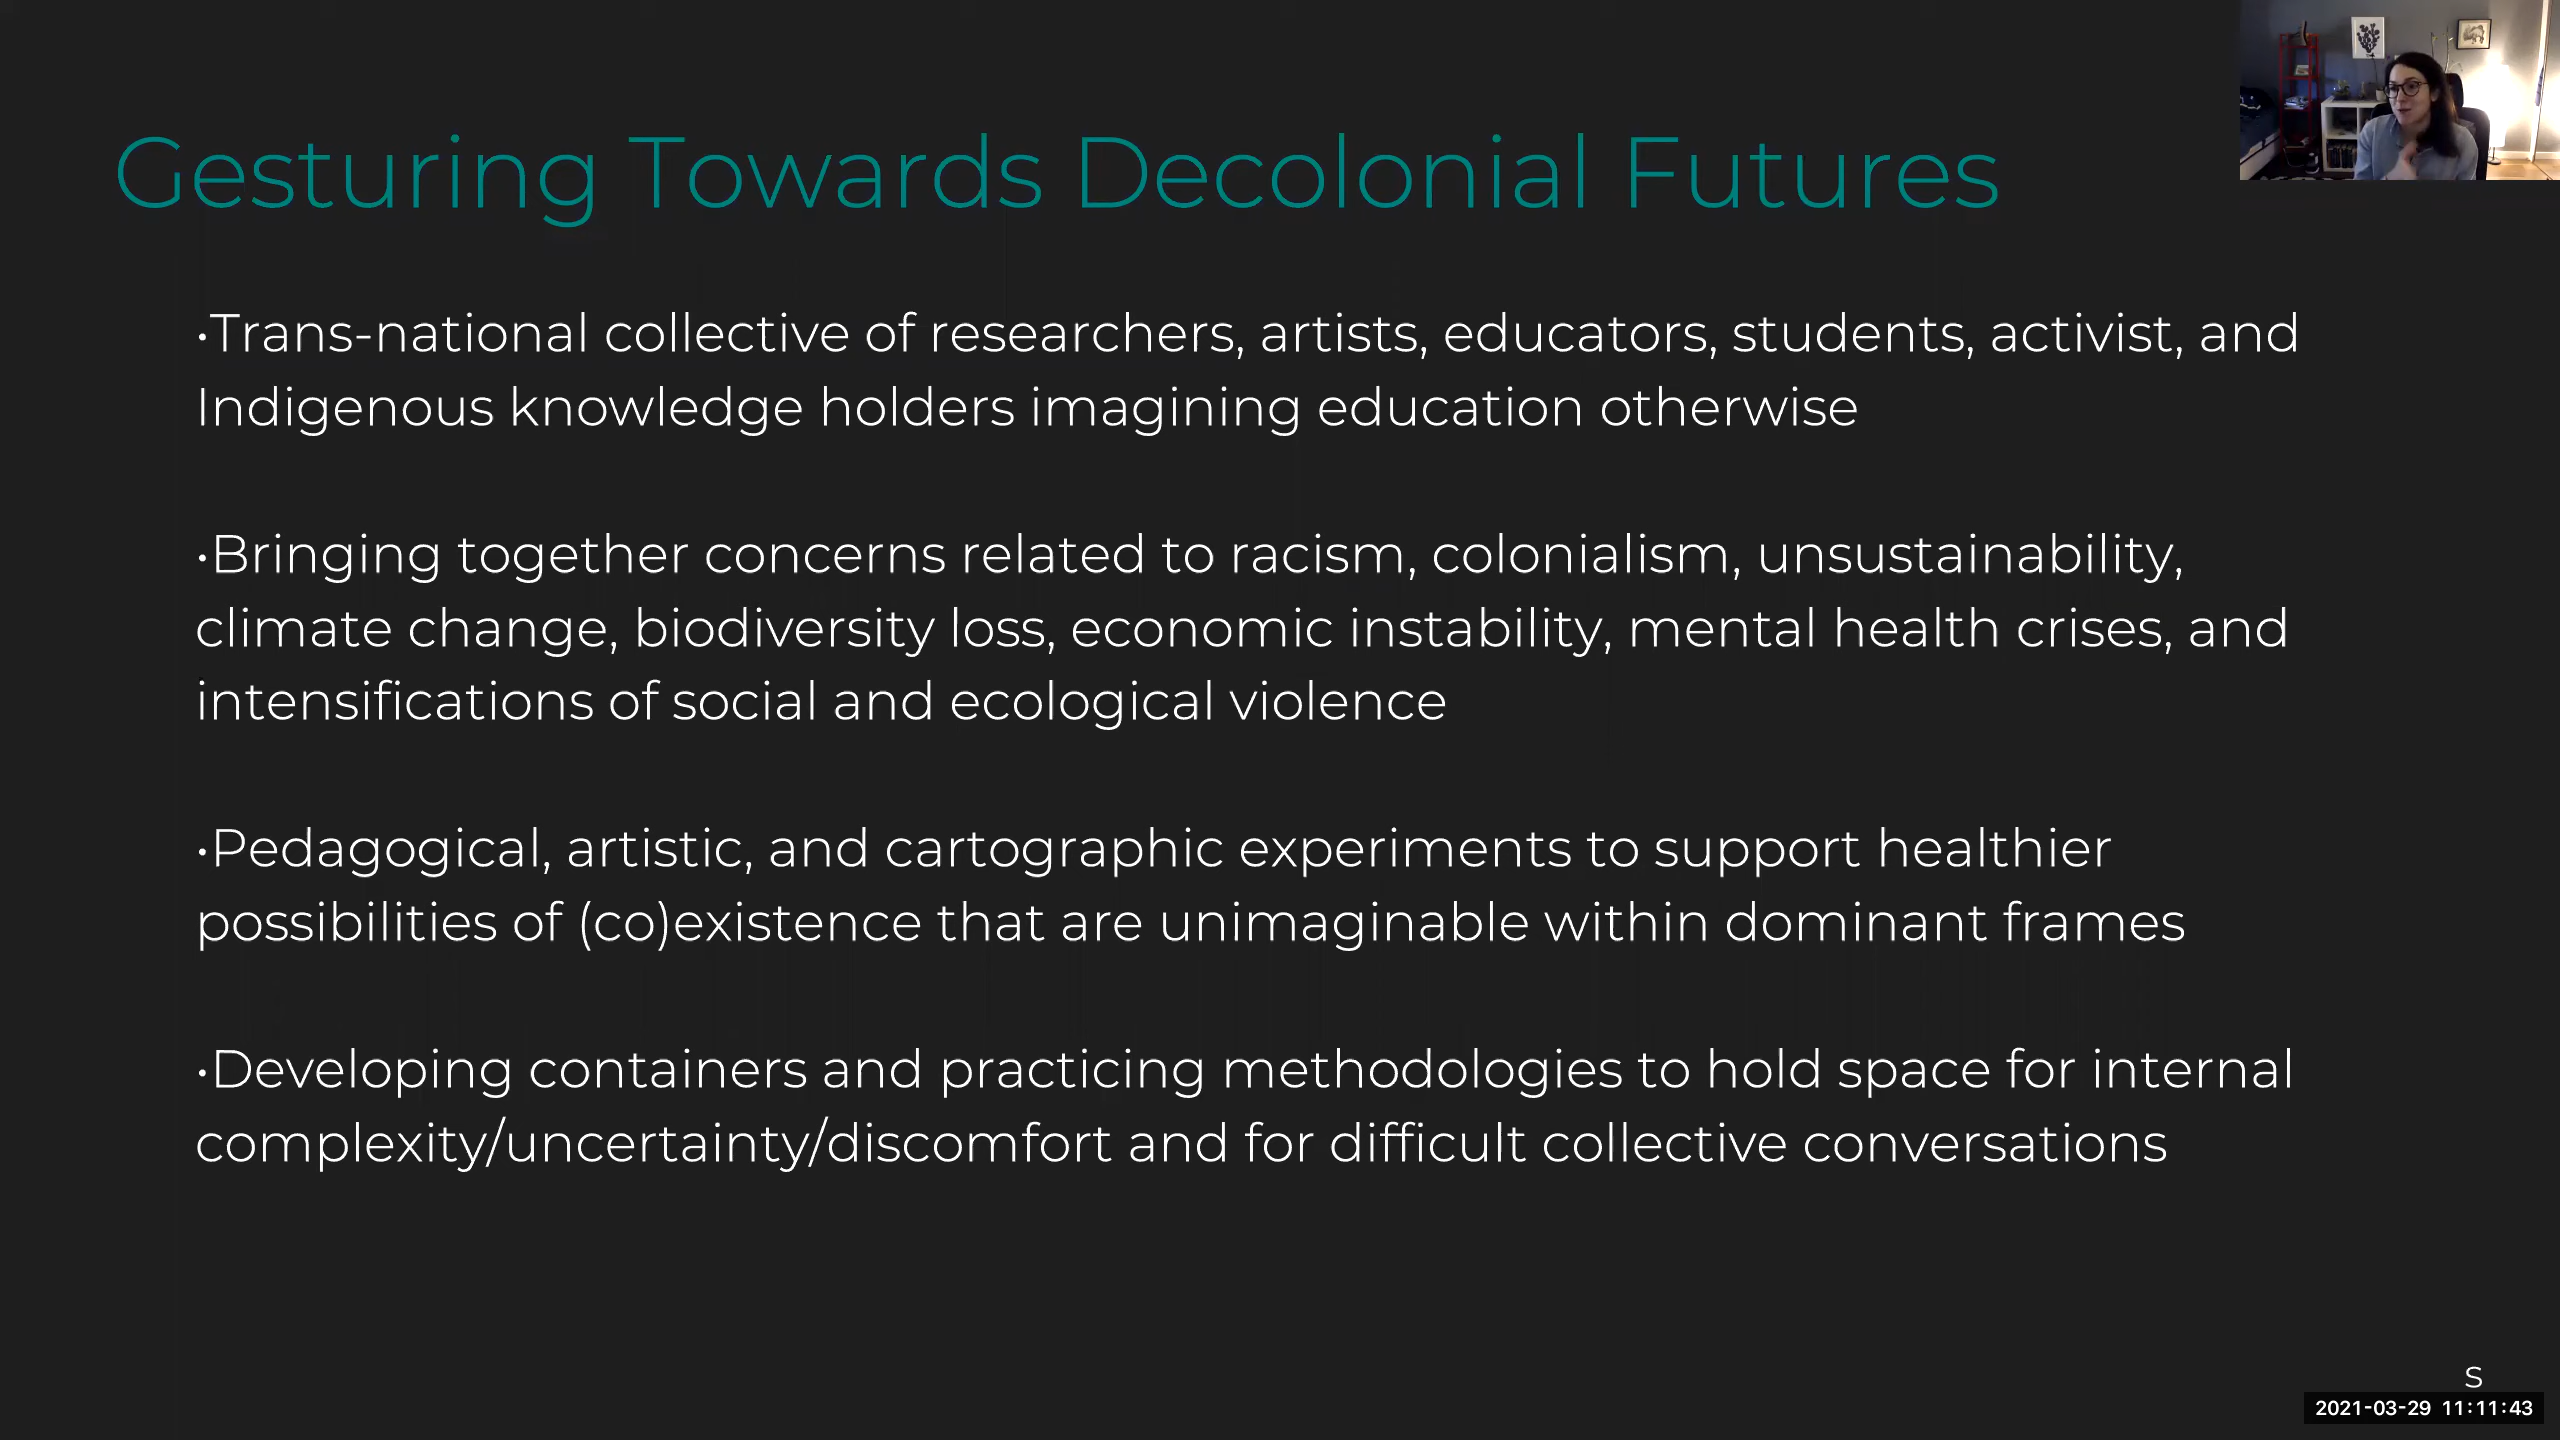 Gesturing Towards Decolonial Futures
•Trans-national collective of researchers, artists, educators, students, activist, and
Indigenous knowledge holders imagining education otherwise
•Bringing together concerns related to racism, colonialism, unsustainability,
climate change, biodiversity loss, economic instability, mental health crises, and
intensifications of social and ecological violence
•Pedagogical, artistic, and cartographic experiments to support healthier
possibilities of (co)existence that are unimaginable within dominant frames
•Developing containers and practicing methodologies to hold space for internal
complexity/uncertainty/discomfort and for difficult collective conversations
S
2021-03-29 11:11:43